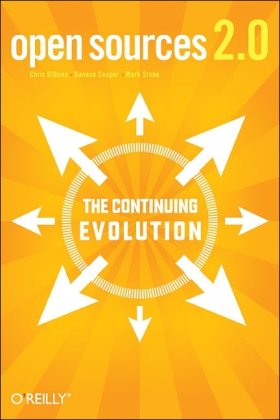 open sources 2.0
Chris DiBona • Danese Cooper • Mark Stone
THE CONTINUING
EVOLUTION
O'REILLY®